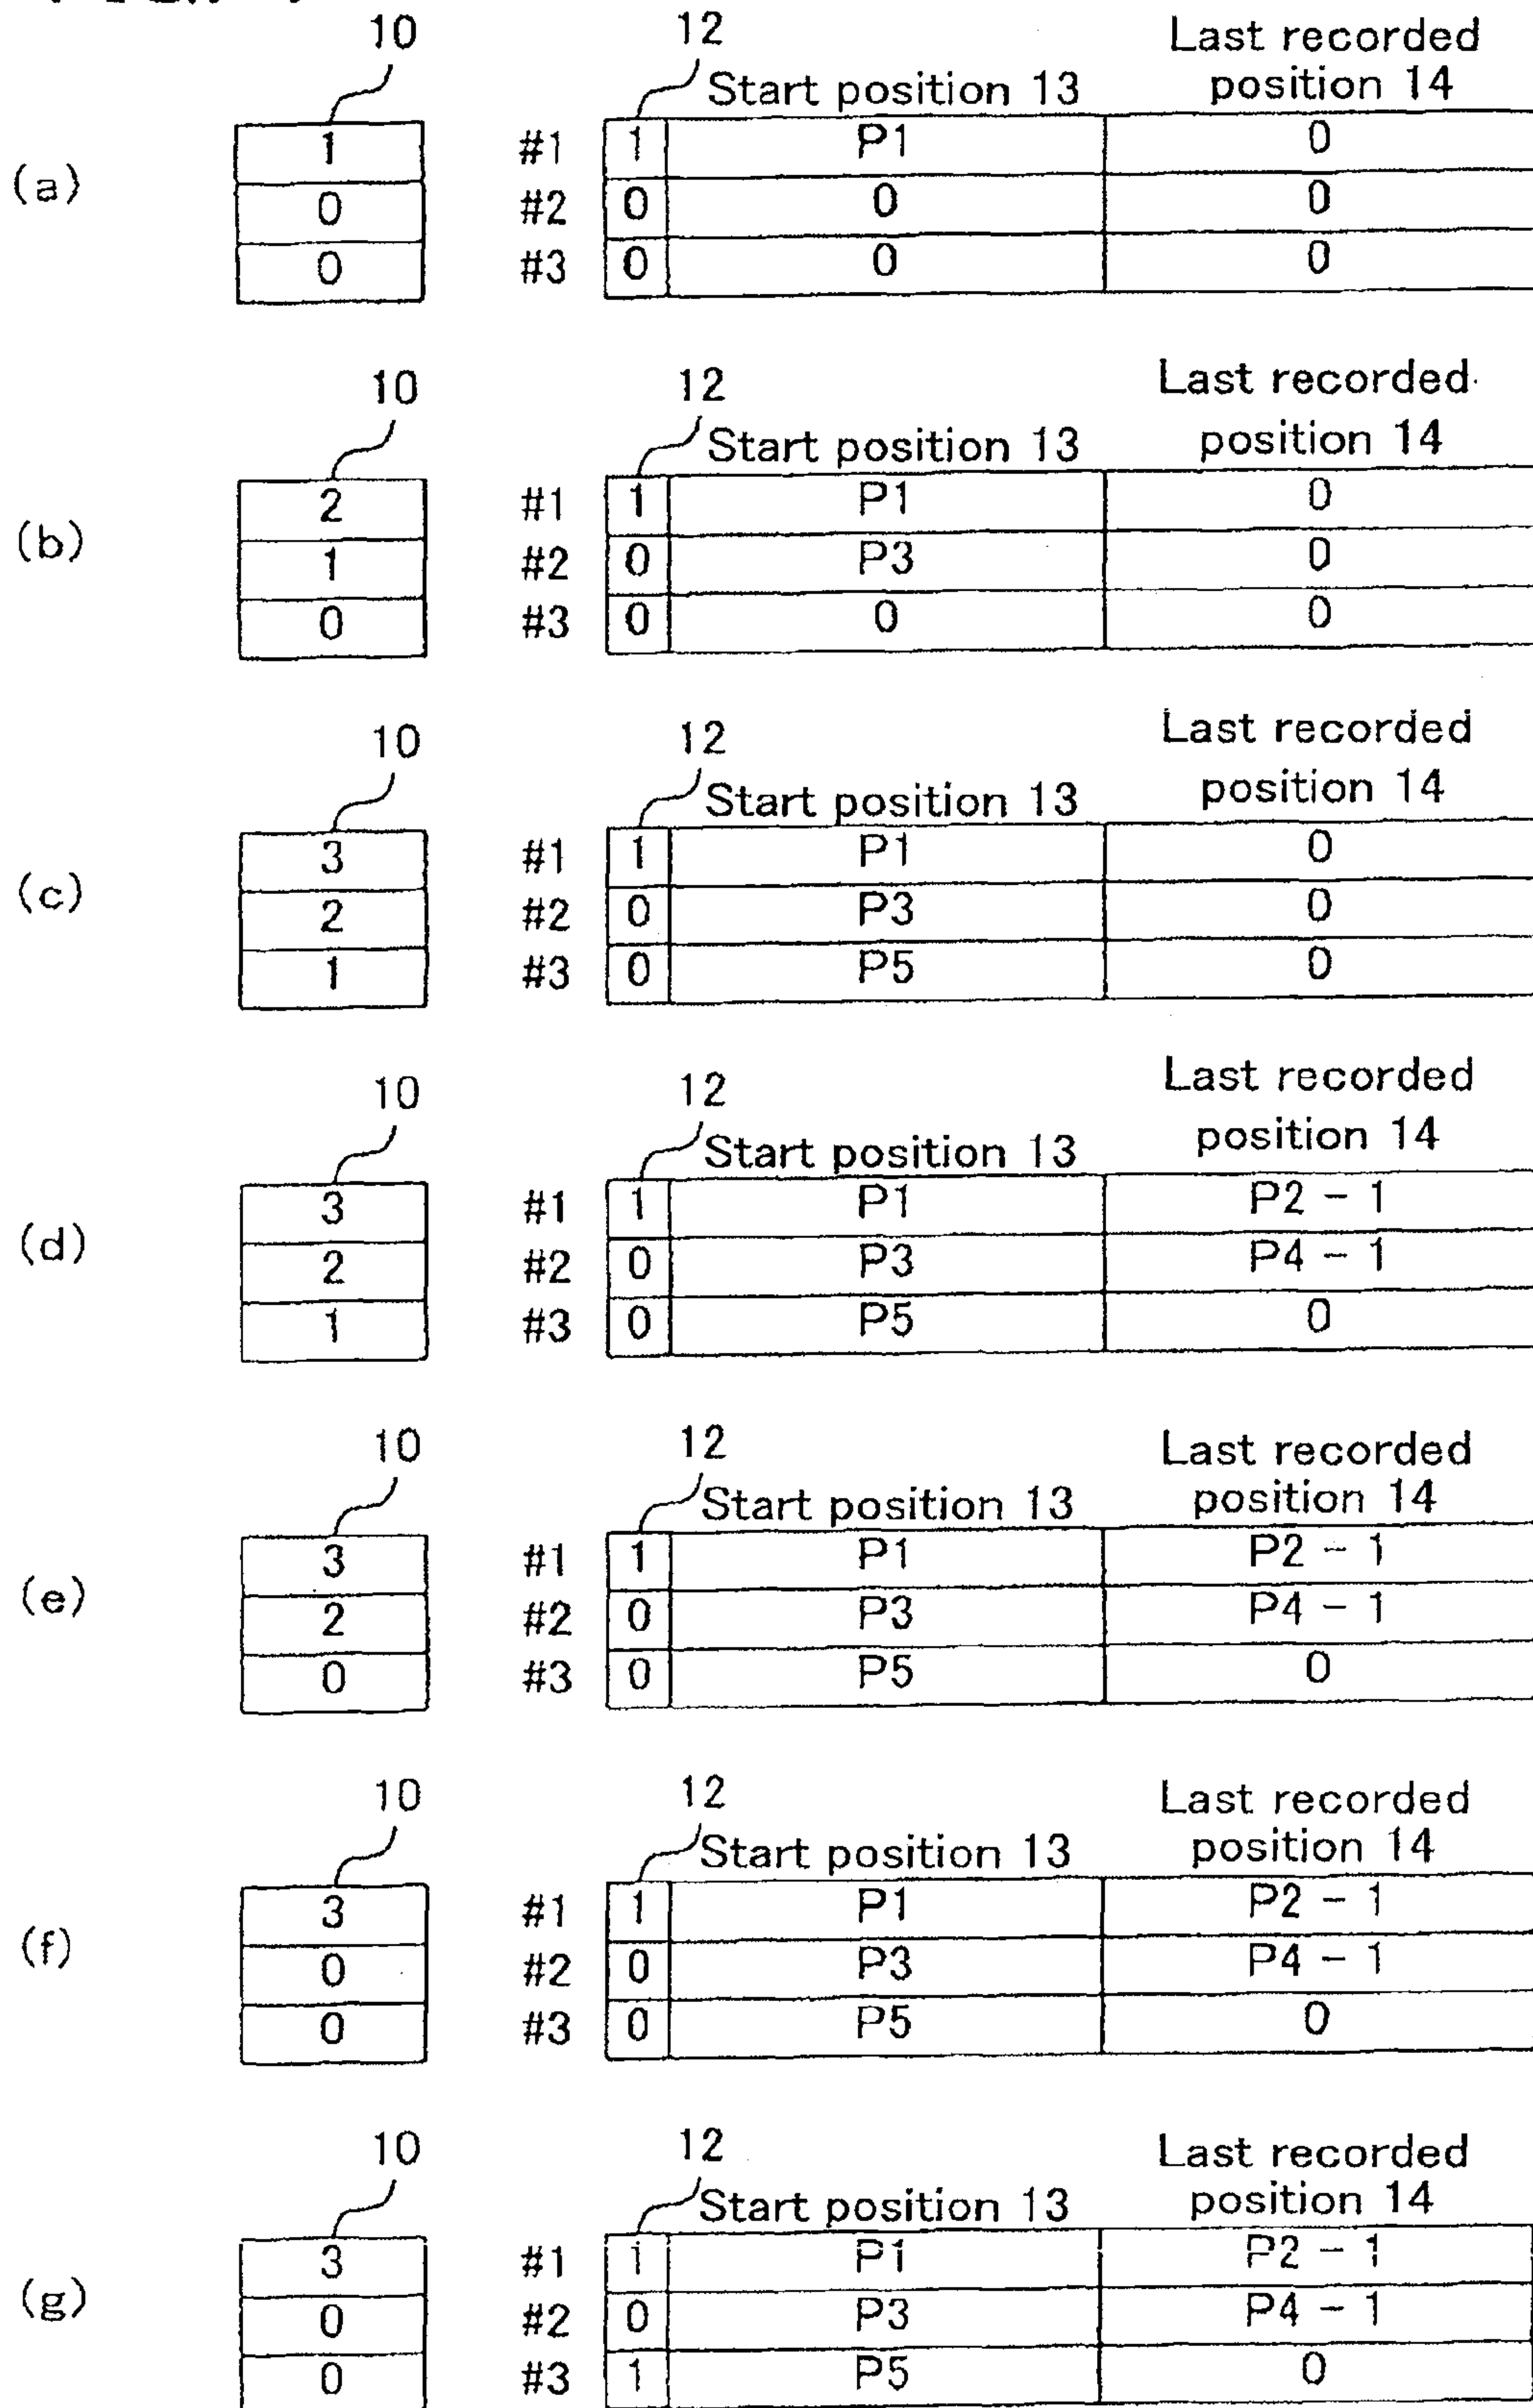 10 12 Last recorded
Start position 13 position 14
(a)
1 #1 1 P1 0
0 #2 0 0 0
0 #3 0 0 0
10 12 Last recorded
Start position 13 position 14
(b)
2 #1 1 P1 0
1 #2 0 P3 0
0 #3 0 0 0
10 12 Last recorded
Start position 13 position 14
(c)
3 #1 1 P1 0
2 #2 0 P3 0
1 #3 0 P5 0
10 12 Last recorded
Start position 13 position 14
(d)
3 #1 1 P1 P2 - 1
2 #2 0 P3 P4 - 1
1 #3 0 P5 0
10 12 Last recorded
Start position 13 position 14
(e)
3 #1 1 P1 P2 - 1
2 #2 0 P3 P4 - 1
0 #3 0 P5 0
10 12 Last recorded
Start position 13 position 14
(f)
3 #1 1 P1 P2 - 1
0 #2 0 P3 P4 - 1
0 #3 0 P5 0
10 12 Last recorded
Start position 13 position 14
(g)
3 #1 1 P1 P2 - 1
0 #2 0 P3 P4 - 1
0 #3 1 P5 0